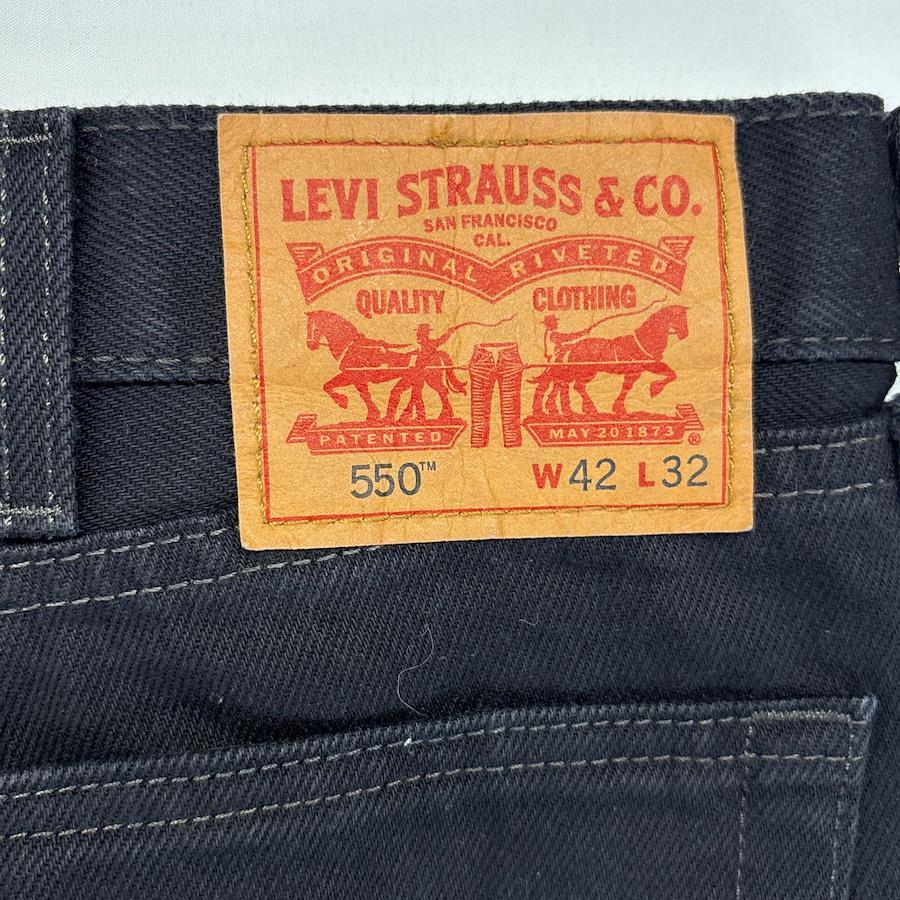 LEVI STRAUSS & CO.
SAN FRANCISCO
CAL.
ORIGINAL RIVETED
QUALITY CLOTHING
PATENTED MAY 20 1873 ®
550™ W42 L32